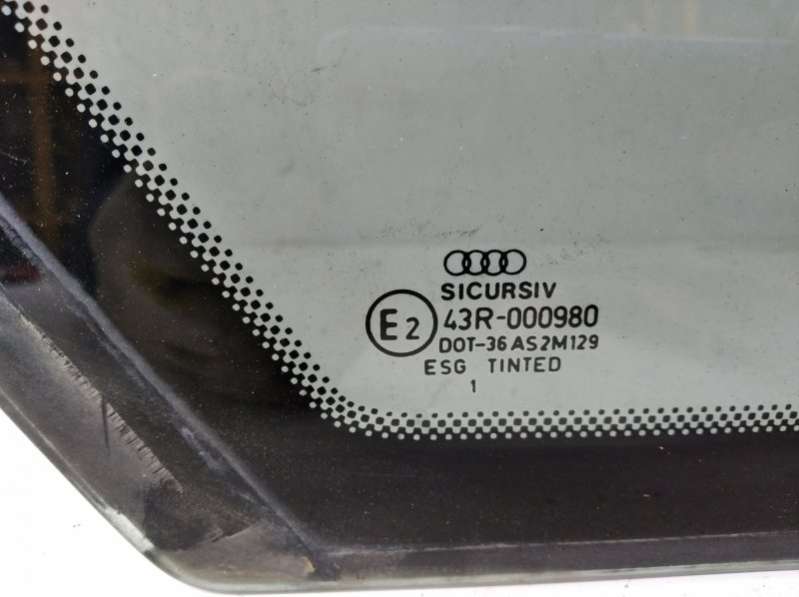 SICURSIV
E2 43R-000980
DOT-36 AS2M129
ESG TINTED
1